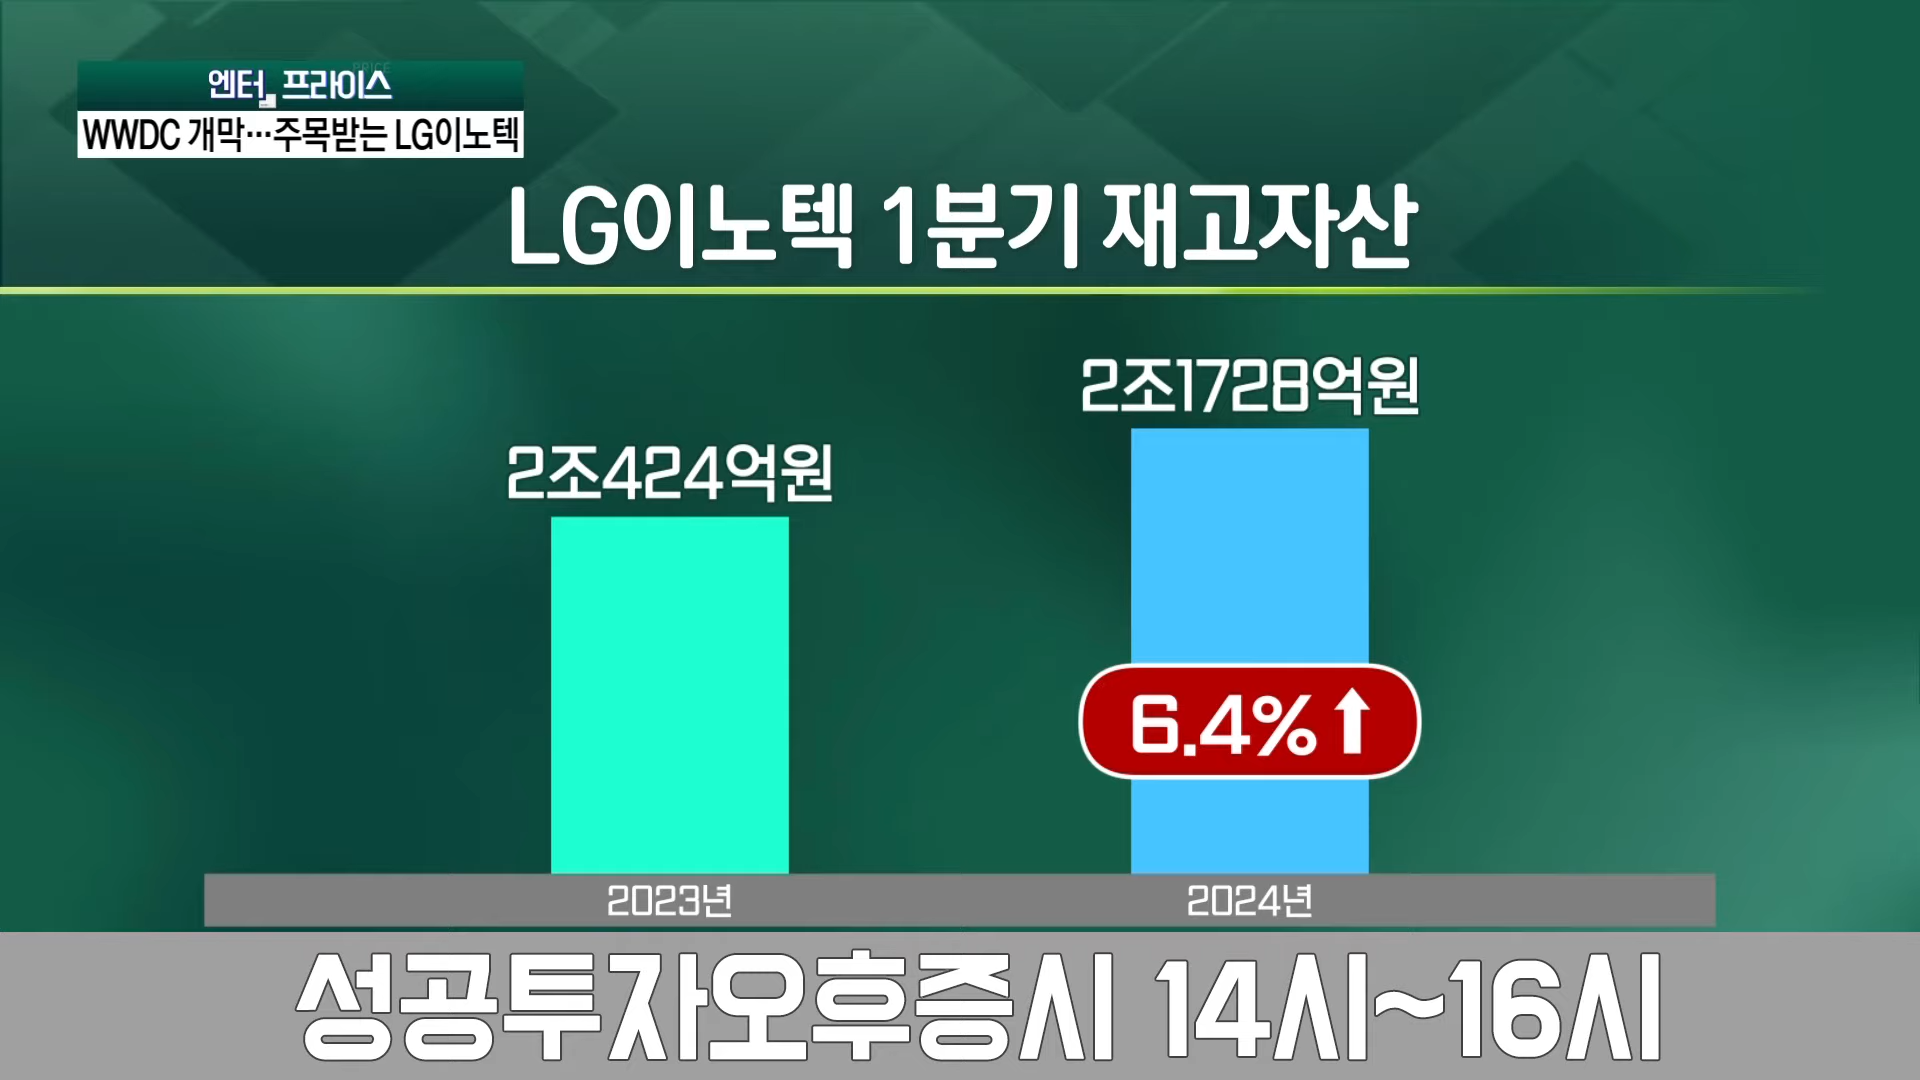 PRICE
엔터 프라이스
WWDC 개막…주목받는 LG이노텍
LG이노텍 1분기 재고자산
2조424억원
2조1728억원
6.4%↑
2023년
2024년
성공투자오후증시 14시~16시